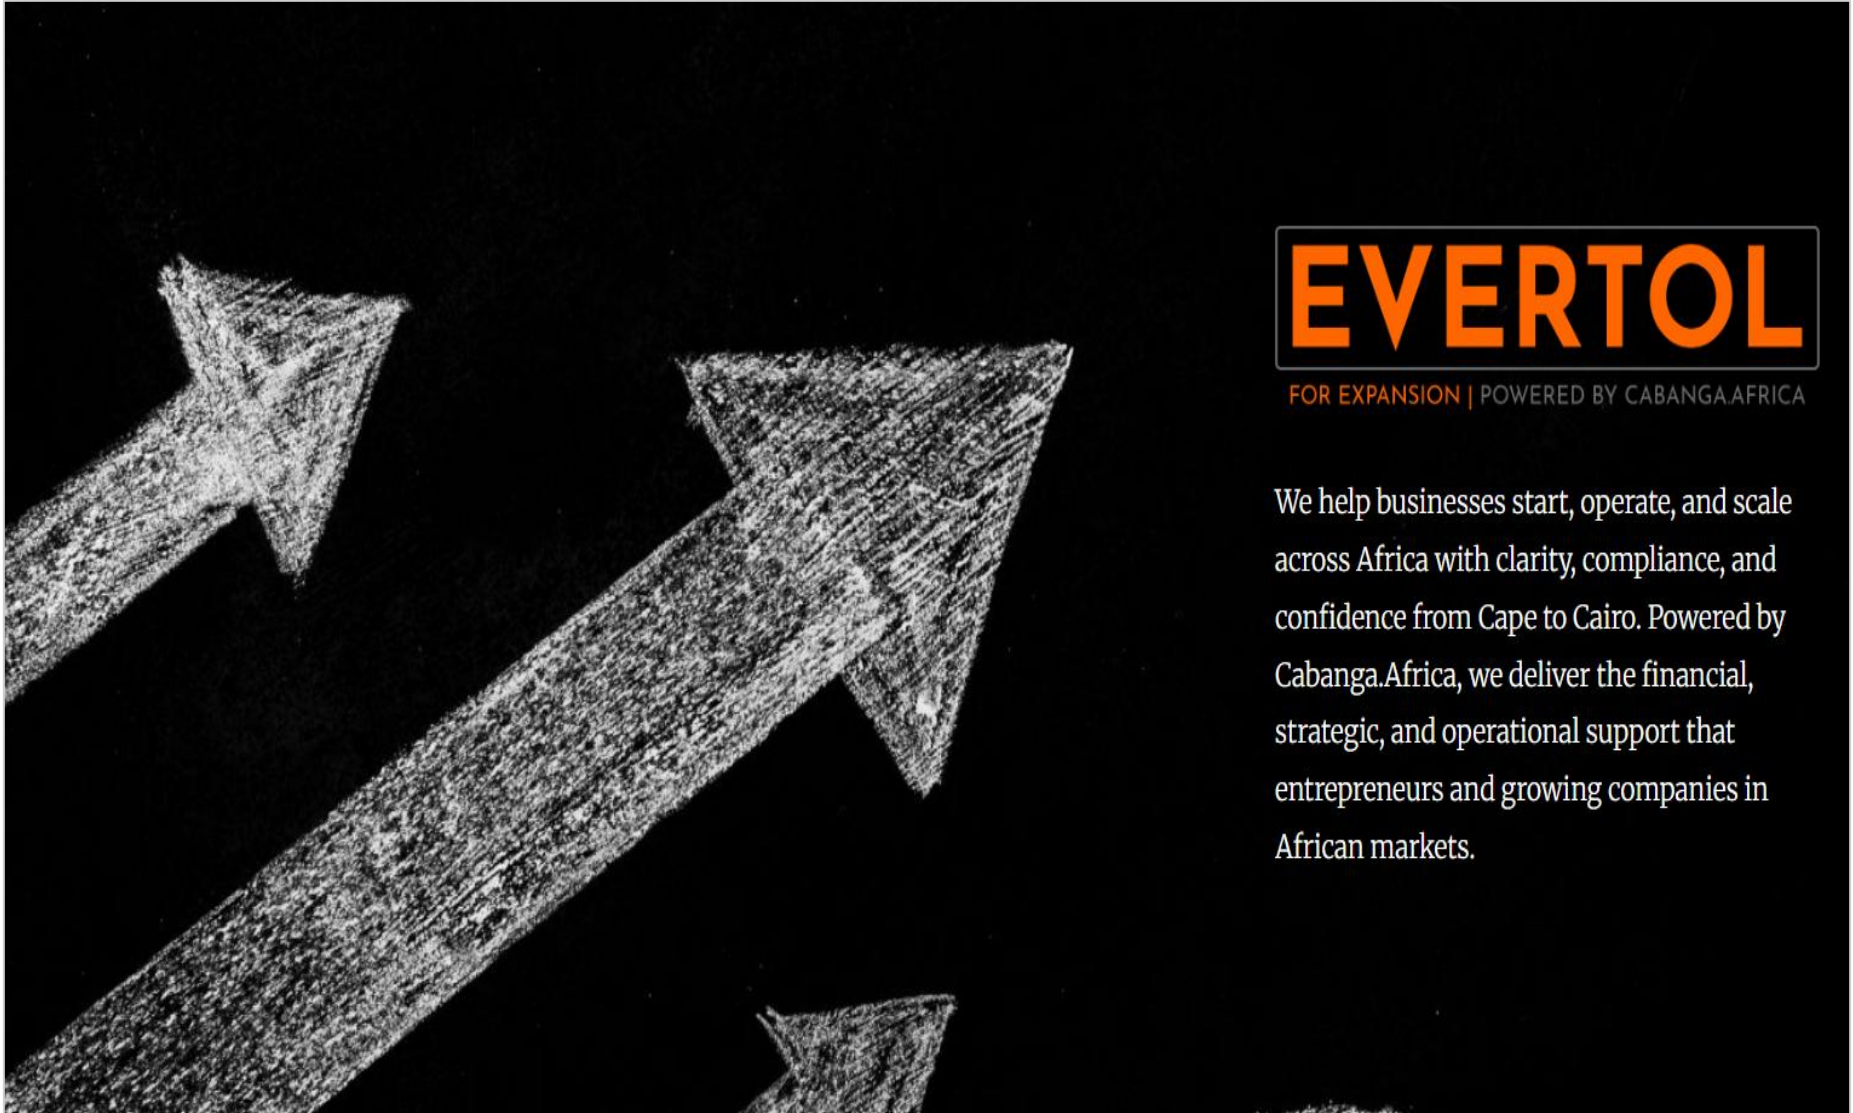 EVERTOL
FOR EXPANSION | POWERED BY CABANGA.AFRICA
We help businesses start, operate, and scale
across Africa with clarity, compliance, and
confidence from Cape to Cairo. Powered by
Cabanga.Africa, we deliver the financial,
strategic, and operational support that
entrepreneurs and growing companies in
African markets.